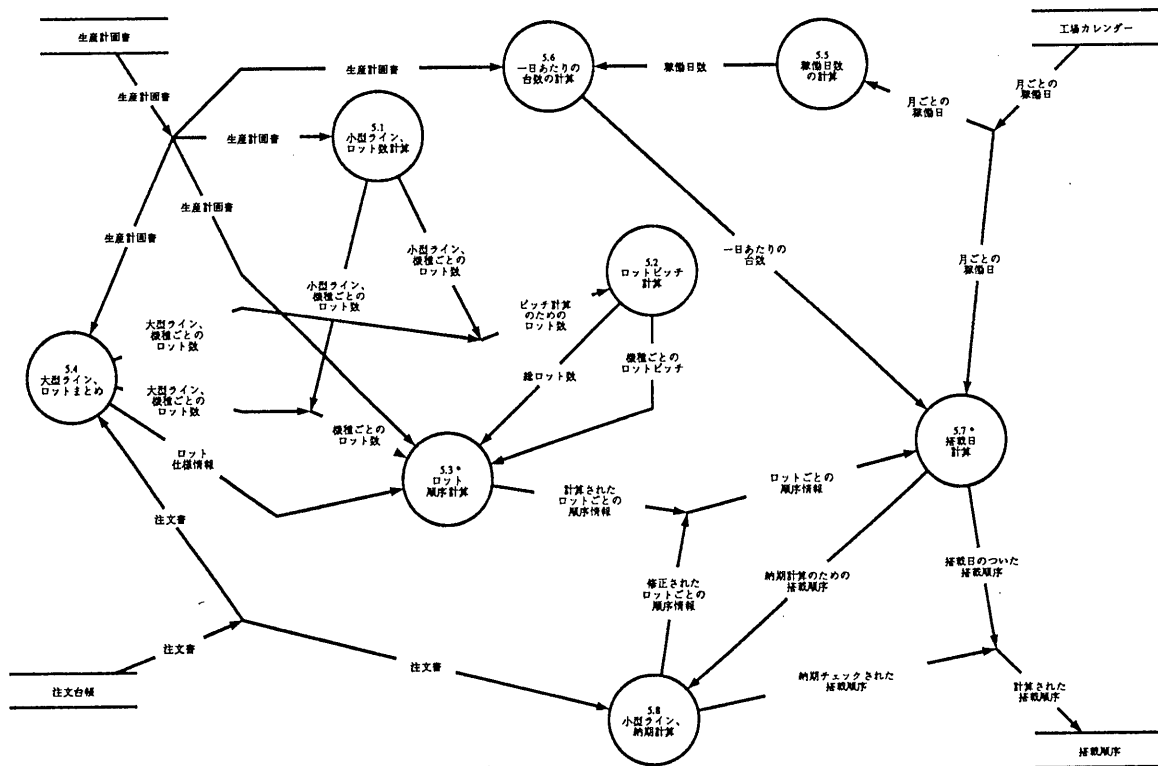 生産計画書
工場カレンダー
5.6
一日あたりの
台数の計算
5.5
稼働日数
の計算
生産計画書
稼働日数
月ごとの
稼働日
月ごとの
稼働日
生産計画書
5.1
小型ライン、
ロット数計算
生産計画書
生産計画書
生産計画書
小型ライン、
機種ごとの
ロット数
5.2
ロットピッチ
計算
一日あたりの
台数
月ごとの
稼働日
小型ライン、
機種ごとの
ロット数
ピッチ計算
のための
ロット数
大型ライン、
機種ごとの
ロット数
5.4
大型ライン、
ロットまとめ
大型ライン、
機種ごとの
ロット数
総ロット数
機種ごとの
ロットピッチ
機種ごとの
ロット数
5.7*
搭載日
計算
ロット
仕様情報
5.3*
ロット
順序計算
計算された
ロットごとの
順序情報
ロットごとの
順序情報
注文書
修正された
ロットごとの
順序情報
納期計算のための
搭載順序
搭載日のついた
搭載順序
注文書
注文書
納期チェックされた
搭載順序
計算された
搭載順序
注文台帳
5.8
小型ライン、
納期計算
搭載順序